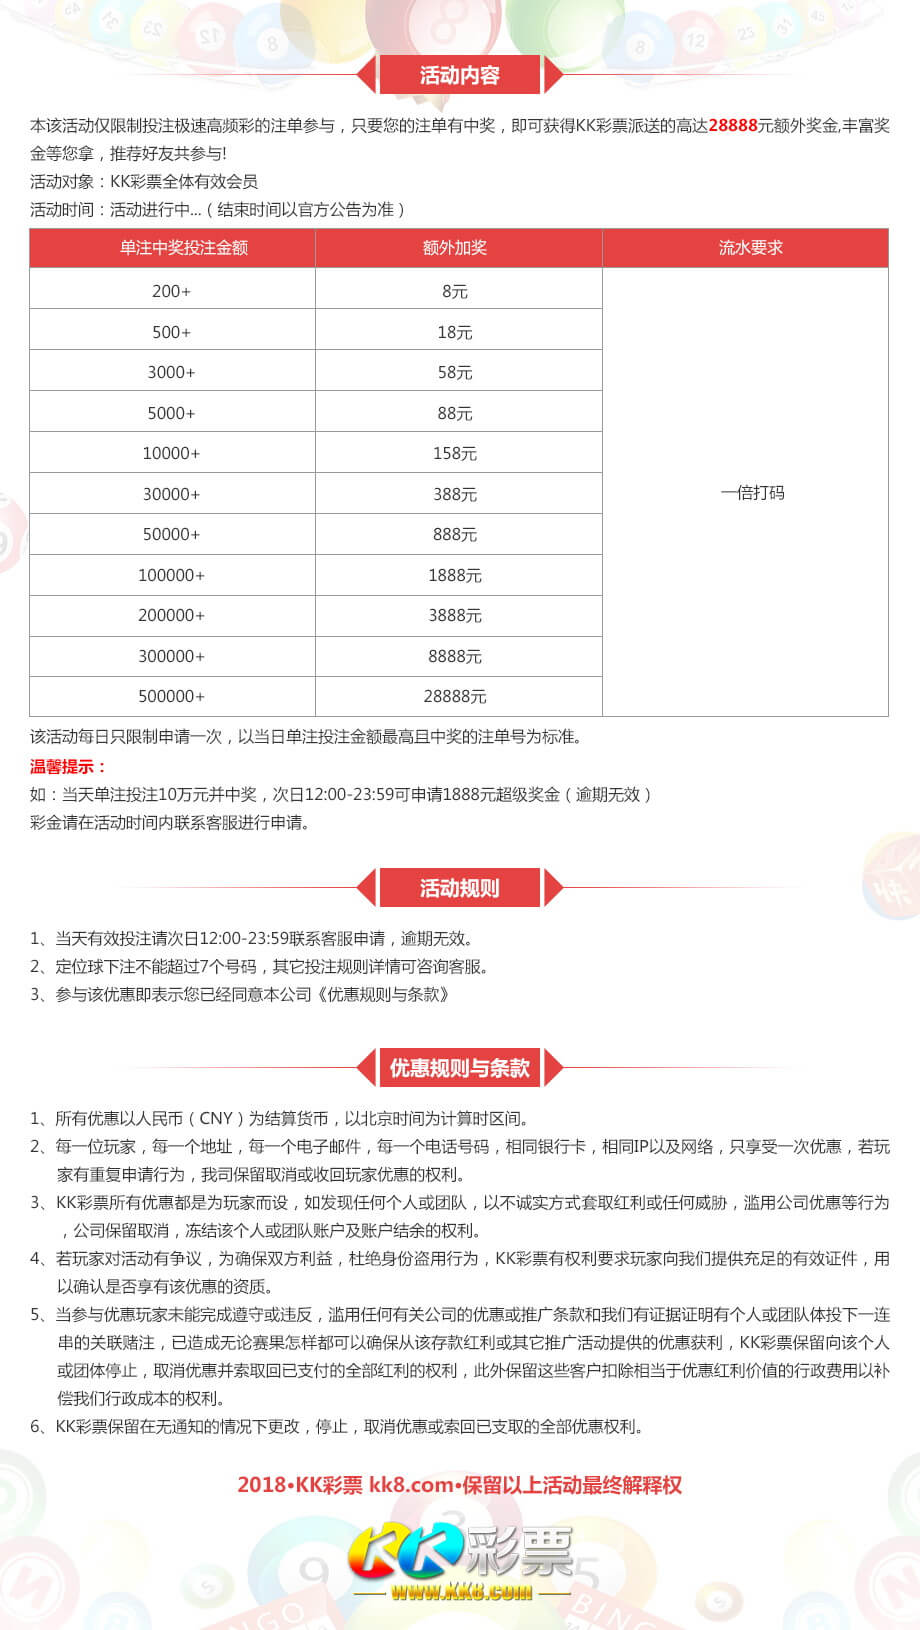 活动内容
本该活动仅限制投注极速高频彩的注单参与，只要您的注单有中奖，即可获得KK彩票派送的高达28888元额外奖金,丰富奖
金等您拿，推荐好友共参与!
活动对象：KK彩票全体有效会员
活动时间：活动进行中...（结束时间以官方公告为准）
单注中奖投注金额 额外加奖 流水要求
200+ 8元
500+ 18元
3000+ 58元
5000+ 88元
10000+ 158元
30000+ 388元
一倍打码
50000+ 888元
100000+ 1888元
200000+ 3888元
300000+ 8888元
500000+ 28888元
该活动每日只限制申请一次，以当日单注投注金额最高且中奖的注单号为标准。
温馨提示：
如：当天单注投注10万元并中奖，次日12:00-23:59可申请1888元超级奖金（逾期无效）
彩金请在活动时间内联系客服进行申请。
活动规则
1、当天有效投注请次日12:00-23:59联系客服申请，逾期无效。
2、定位球下注不能超过7个号码，其它投注规则详情可咨询客服。
3、参与该优惠即表示您已经同意本公司《优惠规则与条款》
优惠规则与条款
1、所有优惠以人民币（CNY）为结算货币，以北京时间为计算时区间。
2、每一位玩家，每一个地址，每一个电子邮件，每一个电话号码，相同银行卡，相同IP以及网络，只享受一次优惠，若玩
家有重复申请行为，我司保留取消或收回玩家优惠的权利。
3、KK彩票所有优惠都是为玩家而设，如发现任何个人或团队，以不诚实方式套取红利或任何威胁，滥用公司优惠等行为
，公司保留取消，冻结该个人或团队账户及账户结余的权利。
4、若玩家对活动有争议，为确保双方利益，杜绝身份盗用行为，KK彩票有权利要求玩家向我们提供充足的有效证件，用
以确认是否享有该优惠的资质。
5、当参与优惠玩家未能完成遵守或违反，滥用任何有关公司的优惠或推广条款和我们有证据证明有个人或团队体投下一连
串的关联赌注，已造成无论赛果怎样都可以确保从该存款红利或其它推广活动提供的优惠获利，KK彩票保留向该个人
或团体停止，取消优惠并索取回已支付的全部红利的权利，此外保留这些客户扣除相当于优惠红利价值的行政费用以补
偿我们行政成本的权利。
6、KK彩票保留在无通知的情况下更改，停止，取消优惠或索回已支取的全部优惠权利。
2018•KK彩票 kk8.com•保留以上活动最终解释权
KK彩票
www.KK8.com
BINGO